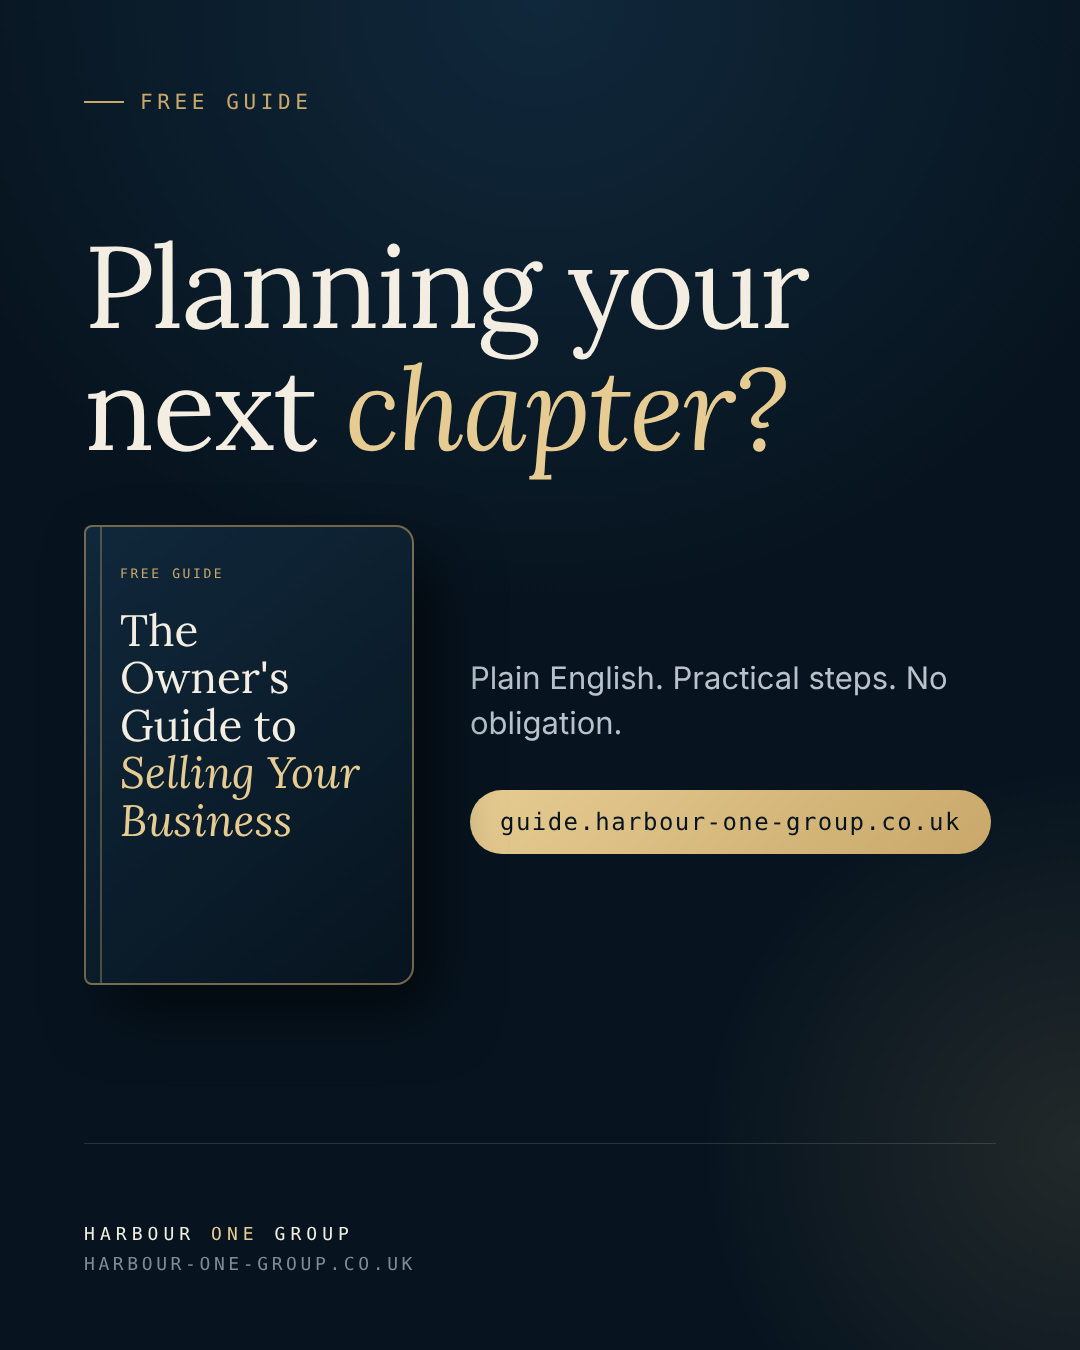 FREE GUIDE
Planning your
next chapter?
FREE GUIDE
The
Owner's
Guide to
Selling Your
Business
Plain English. Practical steps. No
obligation.
guide.harbour-one-group.co.uk
HARBOUR ONE GROUP
HARBOUR-ONE-GROUP.CO.UK